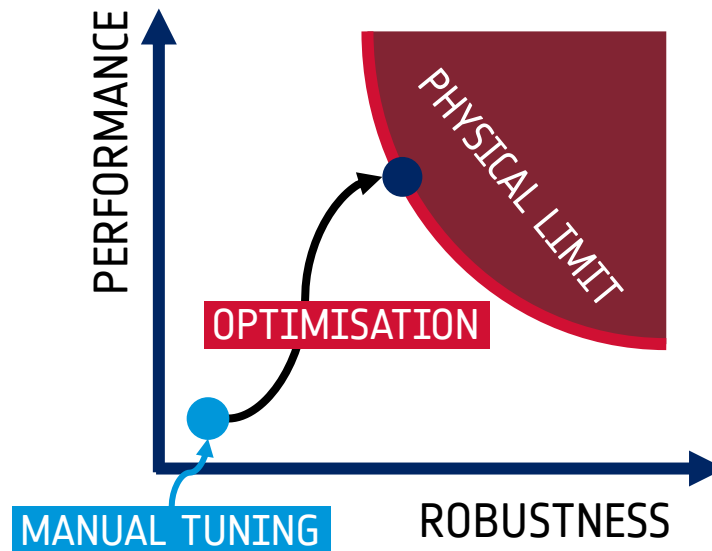 PERFORMANCE
PHYSICAL LIMIT
OPTIMISATION
MANUAL TUNING
ROBUSTNESS